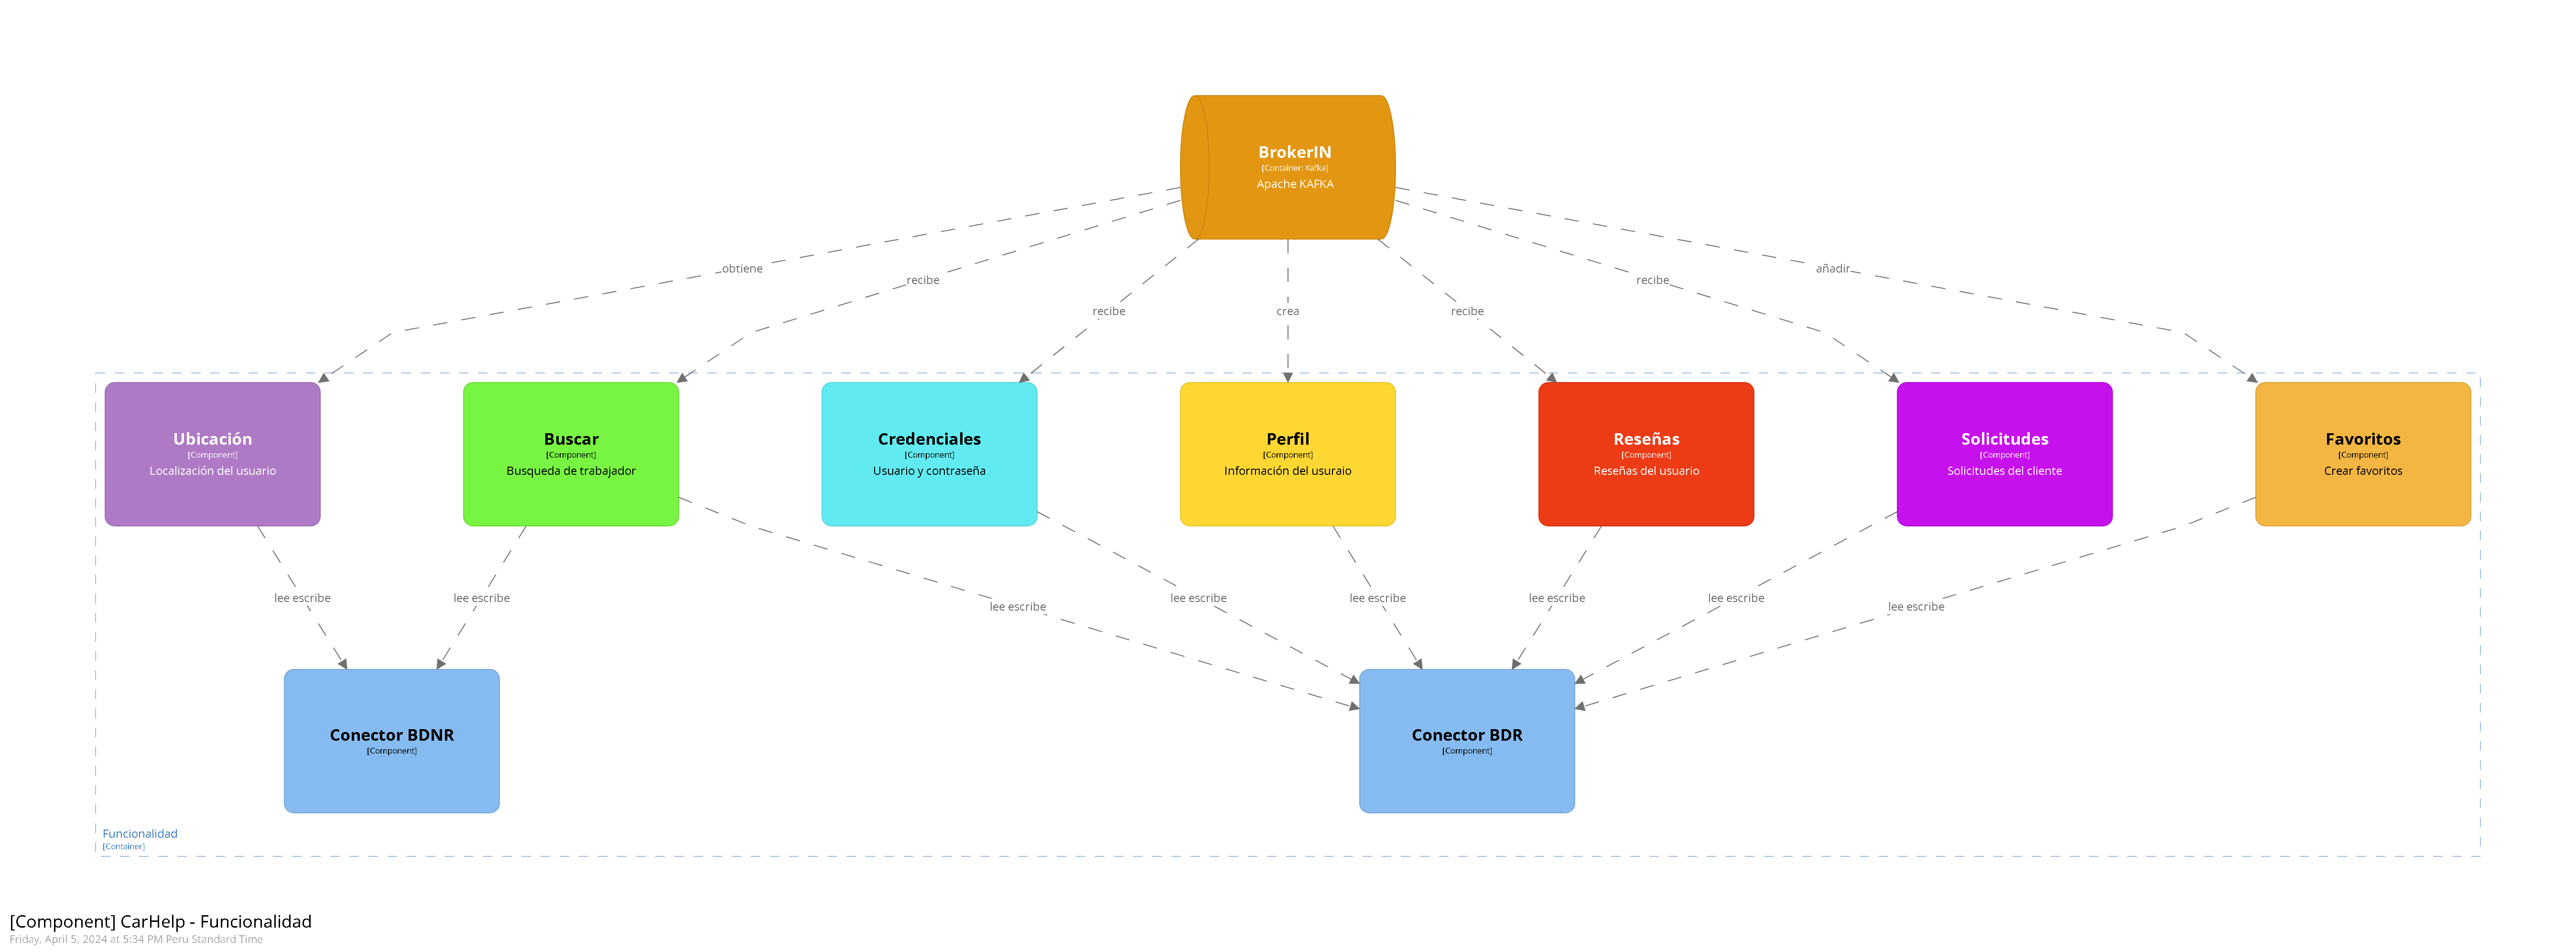 BrokerIN
[Container: Kafka]
Apache KAFKA
obtiene
recibe
recibe
crea
recibe
recibe
añadir
Ubicación
[Component]
Localización del usuario
Buscar
[Component]
Busqueda de trabajador
Credenciales
[Component]
Usuario y contraseña
Perfil
[Component]
Información del usuraio
Reseñas
[Component]
Reseñas del usuario
Solicitudes
[Component]
Solicitudes del cliente
Favoritos
[Component]
Crear favoritos
lee escribe
lee escribe
lee escribe
lee escribe
lee escribe
lee escribe
lee escribe
lee escribe
Conector BDNR
[Component]
Conector BDR
[Component]
Funcionalidad
[Container]
[Component] CarHelp - Funcionalidad
Friday, April 5, 2024 at 5:34 PM Peru Standard Time